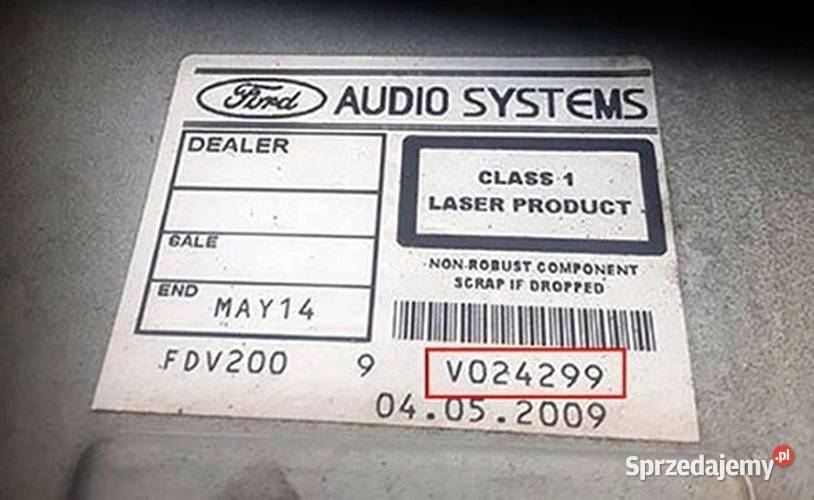 Ford AUDIO SYSTEMS
DEALER
CLASS 1
LASER PRODUCT
SALE
NON-ROBUST COMPONENT
SCRAP IF DROPPED
END
MAY14
FDV200 9 V024299
04.05.2009
Sprzedajemy.pl